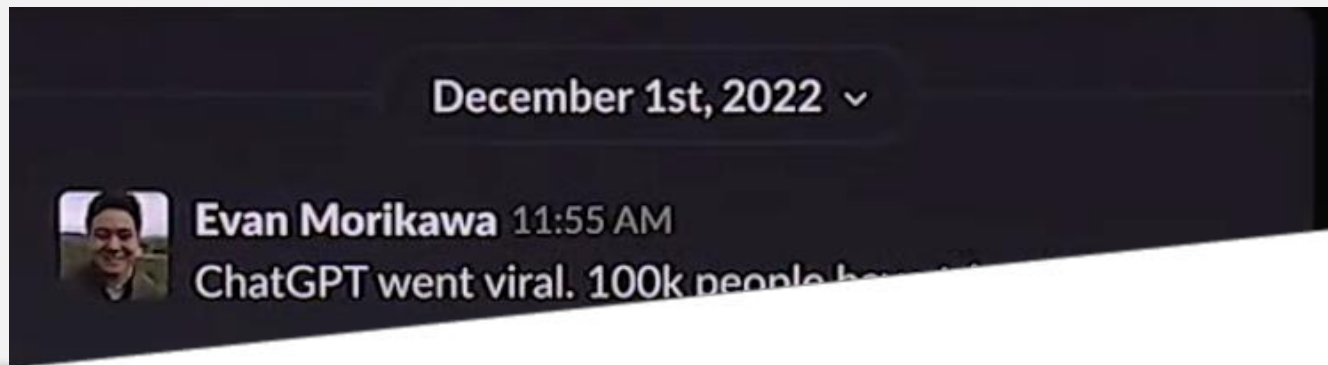 December 1st, 2022
Evan Morikawa 11:55 AM
ChatGPT went viral. 100k people